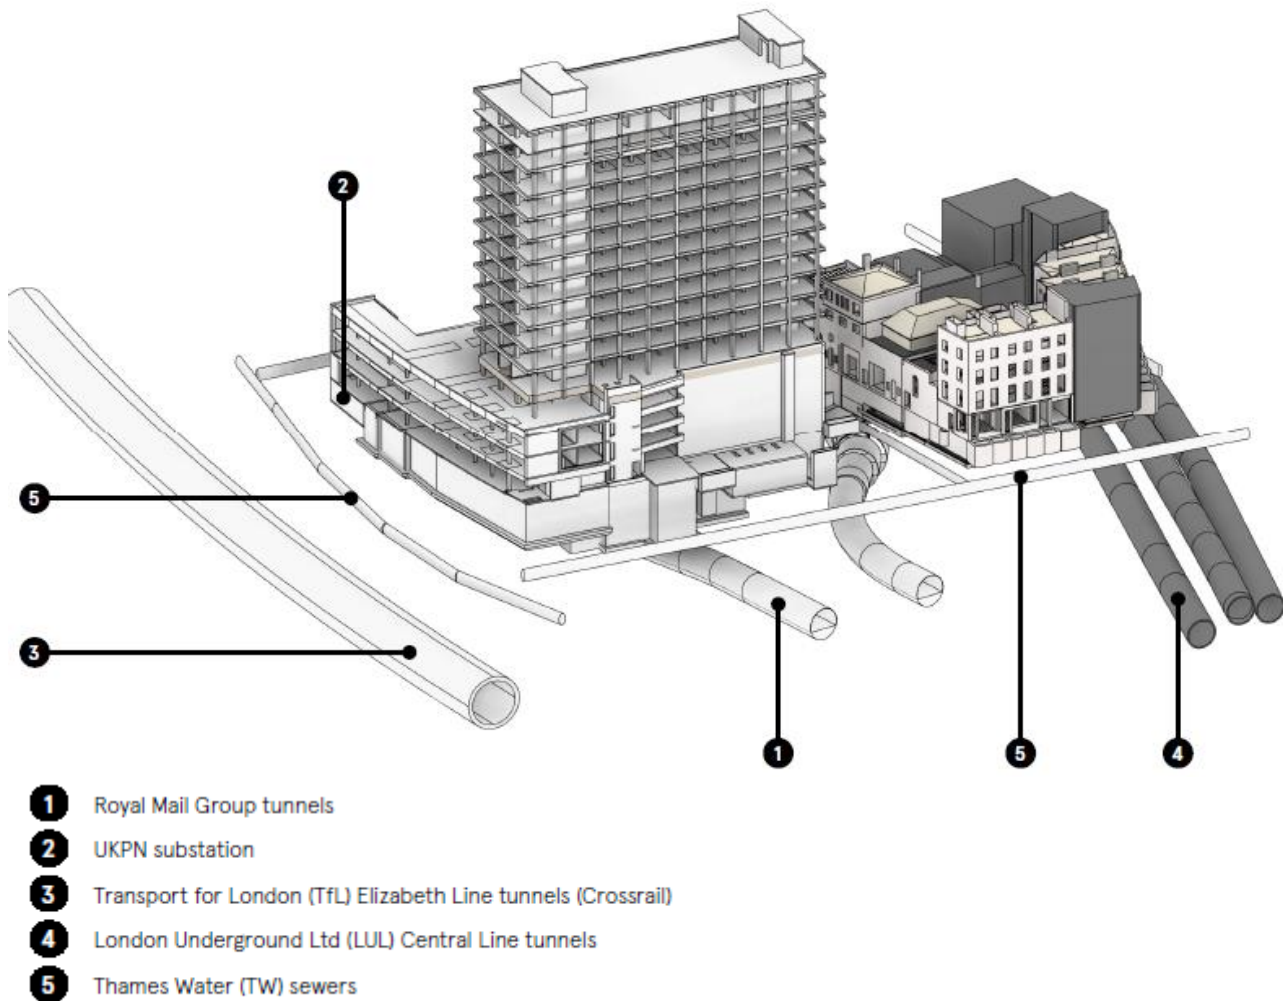 2
5
3
1
5
4
1 Royal Mail Group tunnels
2 UKPN substation
3 Transport for London (TfL) Elizabeth Line tunnels (Crossrail)
4 London Underground Ltd (LUL) Central Line tunnels
5 Thames Water (TW) sewers